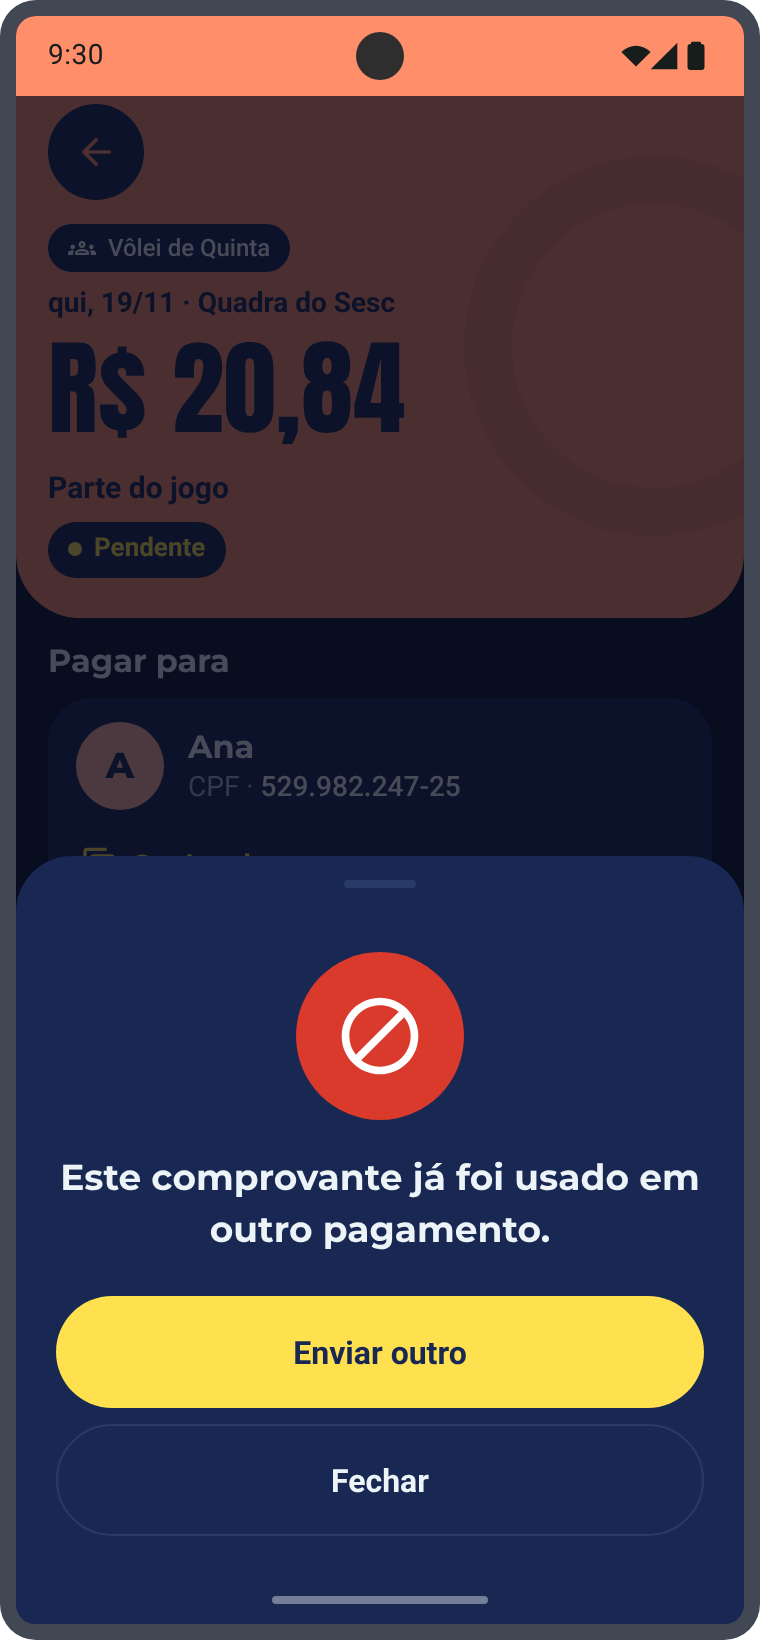 9:30
Vôlei de Quinta
qui, 19/11 · Quadra do Sesc
R$ 20,84
Parte do jogo
Pendente
Pagar para
A
Ana
CPF · 529.982.247-25
Este comprovante já foi usado em
outro pagamento.
Enviar outro
Fechar